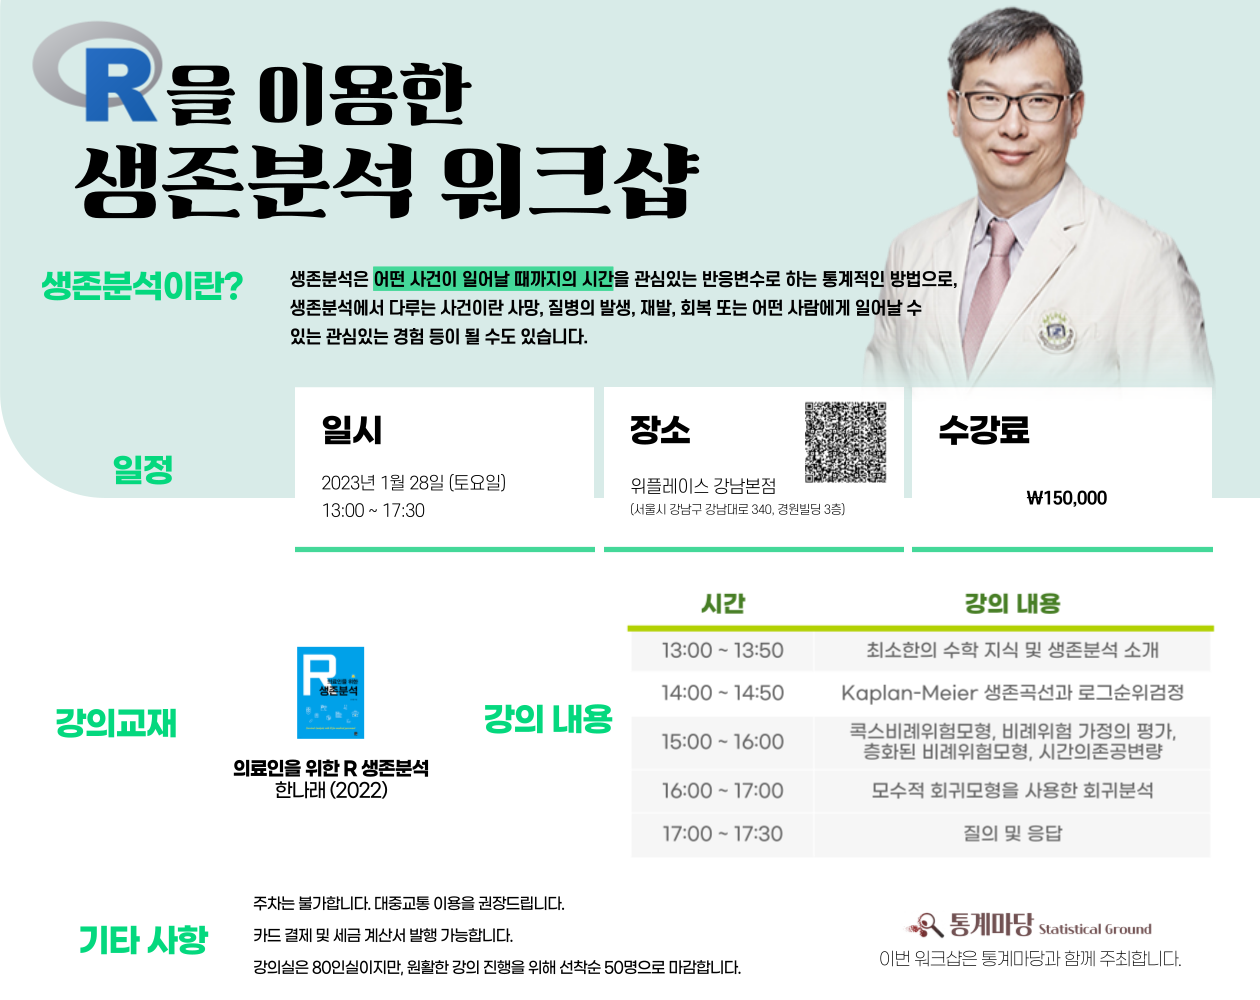 R을 이용한
생존분석 워크샵
생존분석이란?
생존분석은 어떤 사건이 일어날 때까지의 시간을 관심있는 반응변수로 하는 통계적인 방법으로,
생존분석에서 다루는 사건이란 사망, 질병의 발생, 재발, 회복 또는 어떤 사람에게 일어날 수
있는 관심있는 경험 등이 될 수도 있습니다.
일정
일시
2023년 1월 28일 (토요일)
13:00 ~ 17:30
장소
위플레이스 강남본점
(서울시 강남구 강남대로 340, 경원빌딩 3층)
수강료
₩150,000
강의교재
R
의료인을 위한
생존분석
의료인을 위한 R 생존분석
한나래 (2022)
강의 내용
시간 강의 내용
13:00 ~ 13:50 최소한의 수학 지식 및 생존분석 소개
14:00 ~ 14:50 Kaplan-Meier 생존곡선과 로그순위검정
15:00 ~ 16:00 콕스비례위험모형, 비례위험 가정의 평가,
층화된 비례위험모형, 시간의존공변량
16:00 ~ 17:00 모수적 회귀모형을 사용한 회귀분석
17:00 ~ 17:30 질의 및 응답
기타 사항
주차는 불가합니다. 대중교통 이용을 권장드립니다.
카드 결제 및 세금 계산서 발행 가능합니다.
강의실은 80인실이지만, 원활한 강의 진행을 위해 선착순 50명으로 마감합니다.
통계마당 Statistical Ground
이번 워크샵은 통계마당과 함께 주최합니다.